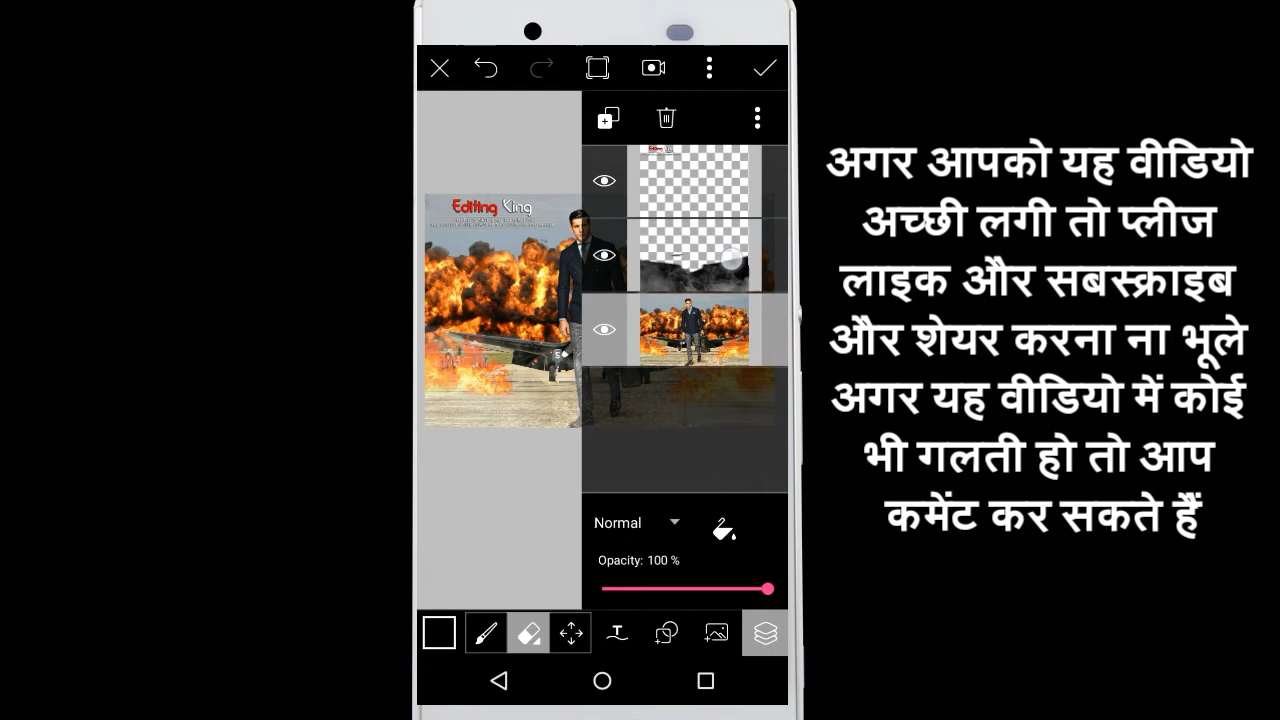 Editing King
Normal
Opacity: 100 %
अगर आपको यह वीडियो
अच्छी लगी तो प्लीज
लाइक और सबस्क्राइब
और शेयर करना ना भूले
अगर यह वीडियो में कोई
भी गलती हो तो आप
कमेंट कर सकते हैं